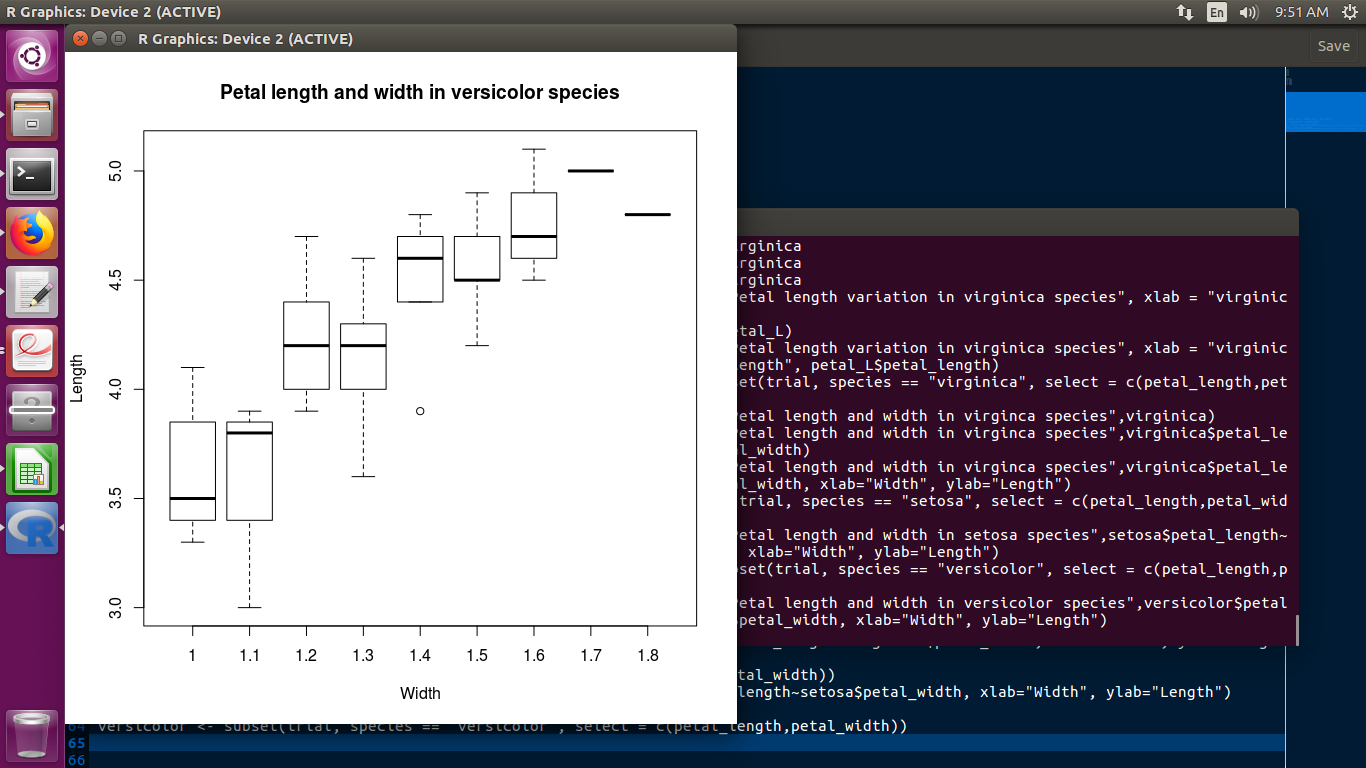 R Graphics: Device 2 (ACTIVE)
En
9:51 AM
R Graphics: Device 2 (ACTIVE)
Save
Petal length and width in versicolor species
Length
5.0
4.5
4.0
3.5
3.0
1 1.1 1.2 1.3 1.4 1.5 1.6 1.7 1.8
Width
rginica
rginica
rginica
etal length variation in virginica species", xlab = "virginic
etal_L)
etal length variation in virginica species", xlab = "virginic
ength", petal_L$petal_length)
set(trial, species == "virginica", select = c(petal_length,pet
etal length and width in virginca species",virginica)
etal length and width in virginca species",virginica$petal_le
l_width)
etal length and width in virginca species",virginica$petal_le
l_width, xlab="Width", ylab="Length")
trial, species == "setosa", select = c(petal_length,petal_wid
etal length and width in setosa species",setosa$petal_length~
xlab="Width", ylab="Length")
set(trial, species == "versicolor", select = c(petal_length,p
etal length and width in versicolor species",versicolor$petal
petal_width, xlab="Width", ylab="Length")
tal_width))
length~setosa$petal_width, xlab="Width", ylab="Length")
64 versicolor <- subset(trial, species == "versicolor", select = c(petal_length,petal_width))
65
66